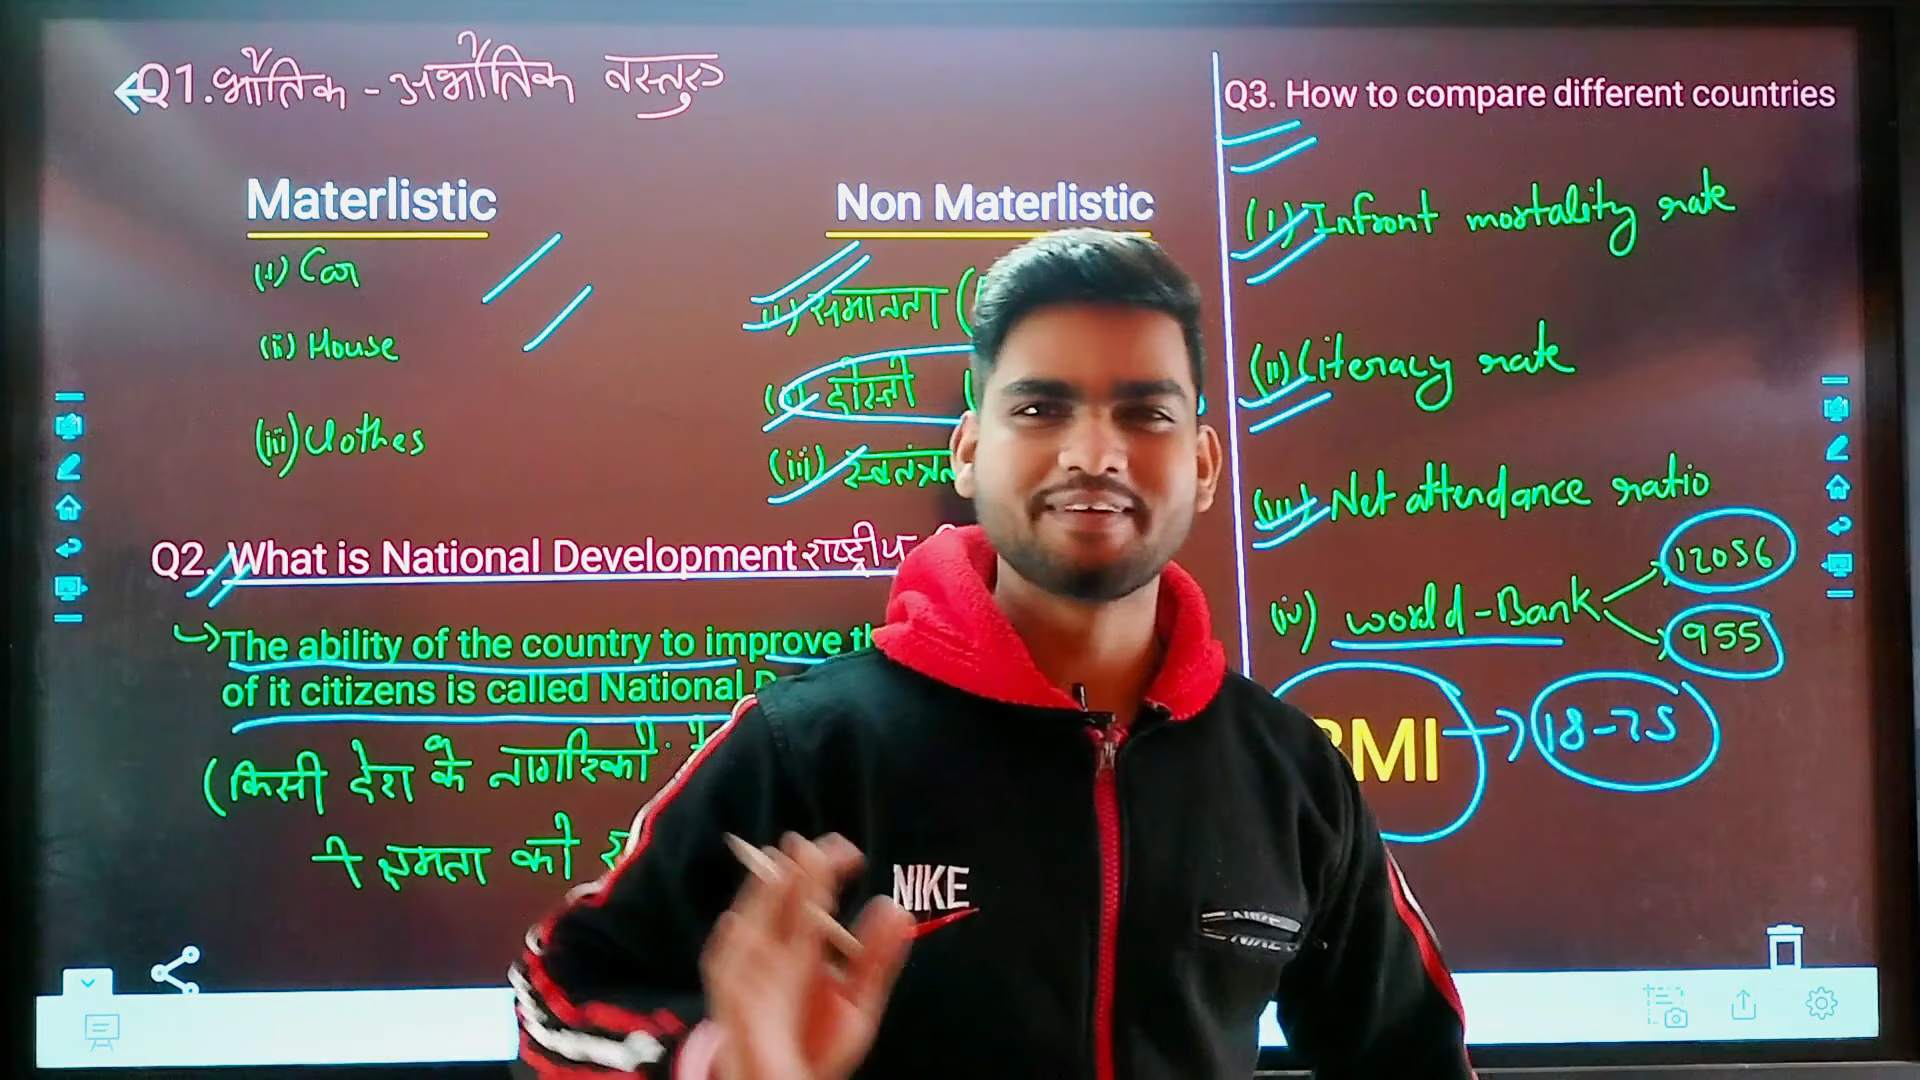 Q1. भौतिक - अभौतिक वस्तुए
Materlistic
(i) Car
(ii) House
(iii) Clothes
Non Materlistic
(i) समानता (
(ii) दोस्ती (
(iii) स्वतंत्रत
Q2. What is National Development राष्ट्रीय
The ability of the country to improve th
of it citizens is called National D
(किसी देश के नागरिको
क्षमता को
Q3. How to compare different countries
(i) Infront mortality rate
(ii) Literacy rate
(iii) Net attendance ratio
(iv) world-Bank
12056
955
BMI
18-25
NIKE
NIKE